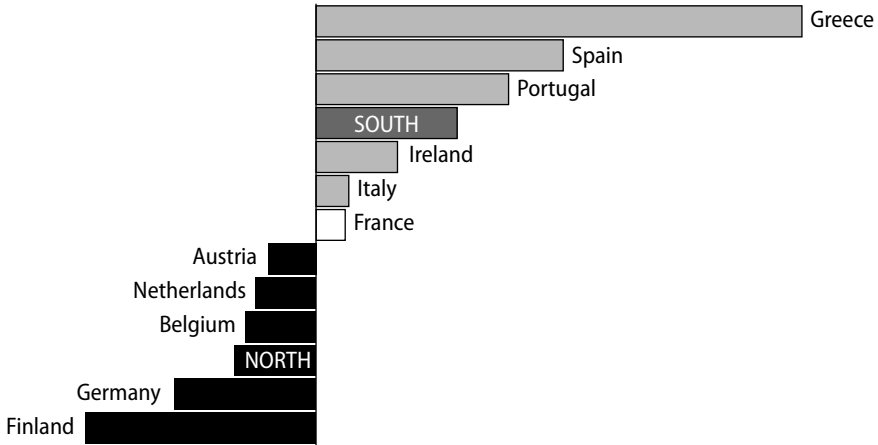 Greece
Spain
Portugal
SOUTH
Ireland
Italy
France
Austria
Netherlands
Belgium
NORTH
Germany
Finland